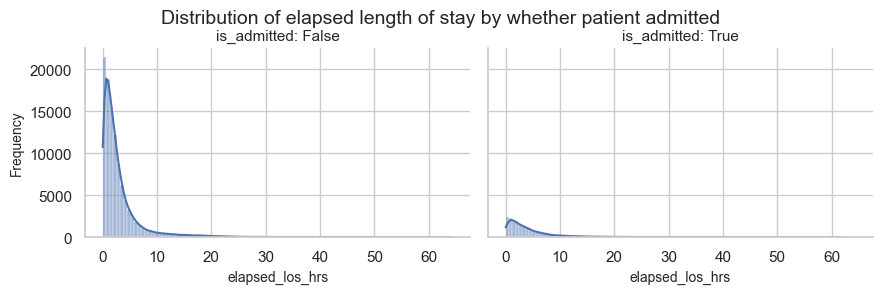 Distribution of elapsed length of stay by whether patient admitted
is_admitted: False
is_admitted: True
20000
15000
10000
5000
0
Frequency
0 10 20 30 40 50 60
0 10 20 30 40 50 60
elapsed_los_hrs
elapsed_los_hrs